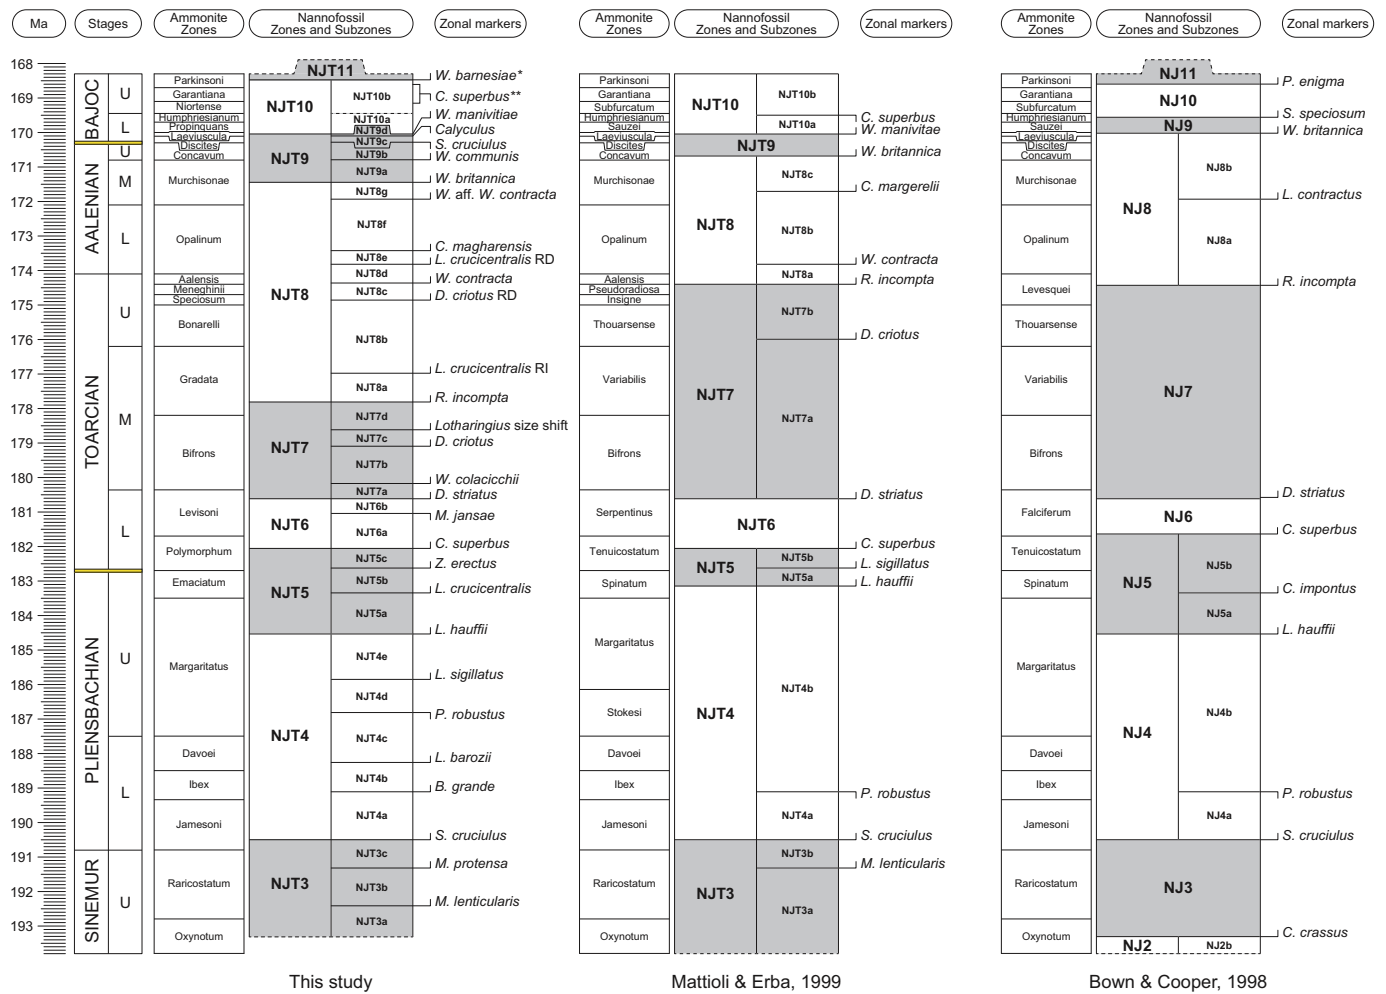 Ma
Stages
Ammonite
Zones
Nannofossil
Zones and Subzones
Zonal markers
Ammonite
Zones
Nannofossil
Zones and Subzones
Zonal markers
Ammonite
Zones
Nannofossil
Zones and Subzones
Zonal markers
168
169
170
171
172
173
174
175
176
177
178
179
180
181
182
183
184
185
186
187
188
189
190
191
192
193
BAJOC
AALENIAN
TOARCIAN
PLIENSBACHIAN
SINEMUR
U
L
U
M
L
U
M
L
U
L
U
Parkinsoni
Garantiana
Niortense
Humphriesianum
Propinquans
Laeviuscula
Discites
Concavum
Murchisonae
Opalinum
Aalensis
Meneghinii
Speciosum
Bonarelli
Gradata
Bifrons
Levisoni
Polymorphum
Emaciatum
Margaritatus
Davoei
Ibex
Jamesoni
Raricostatum
Oxynotum
NJT11
NJT10
NJT9
NJT8
NJT7
NJT6
NJT5
NJT4
NJT3
NJT10b
NJT10a
NJT9d
NJT9c
NJT9b
NJT9a
NJT8g
NJT8f
NJT8e
NJT8d
NJT8c
NJT8b
NJT8a
NJT7d
NJT7c
NJT7b
NJT7a
NJT6b
NJT6a
NJT5c
NJT5b
NJT5a
NJT4e
NJT4d
NJT4c
NJT4b
NJT4a
NJT3c
NJT3b
NJT3a
W. barnesiae*
C. superbus**
W. manivitiae
Calyculus
S. cruciulus
W. communis
W. britannica
W. aff. W. contracta
C. magharensis
L. crucicentralis RD
W. contracta
D. criotus RD
L. crucicentralis RI
R. incompta
Lotharingius size shift
D. criotus
W. colacicchii
D. striatus
M. jansae
C. superbus
Z. erectus
L. crucicentralis
L. hauffii
L. sigillatus
P. robustus
L. barozii
B. grande
S. cruciulus
M. protensa
M. lenticularis
This study
Parkinsoni
Garantiana
Subfurcatum
Humphriesianum
Sauzei
Laeviuscula
Discites
Concavum
Murchisonae
Opalinum
Aalensis
Pseudoradiosa
Insigne
Thouarsense
Variabilis
Bifrons
Serpentinus
Tenuicostatum
Spinatum
Margaritatus
Stokesi
Davoei
Ibex
Jamesoni
Raricostatum
Oxynotum
NJT10
NJT9
NJT8
NJT7
NJT6
NJT5
NJT4
NJT3
NJT10b
NJT10a
NJT8c
NJT8b
NJT8a
NJT7b
NJT7a
NJT5b
NJT5a
NJT4b
NJT4a
NJT3b
NJT3a
C. superbus
W. manivitae
W. britannica
C. margerelii
W. contracta
R. incompta
D. criotus
D. striatus
C. superbus
L. sigillatus
L. hauffii
P. robustus
S. cruciulus
M. lenticularis
Mattioli & Erba, 1999
Parkinsoni
Garantiana
Subfurcatum
Humphriesianum
Sauzei
Laeviuscula
Discites
Concavum
Murchisonae
Opalinum
Levesquei
Thouarsense
Variabilis
Bifrons
Falciferum
Tenuicostatum
Spinatum
Margaritatus
Davoei
Ibex
Jamesoni
Raricostatum
Oxynotum
NJ11
NJ10
NJ9
NJ8
NJ7
NJ6
NJ5
NJ4
NJ3
NJ2
NJ8b
NJ8a
NJ5b
NJ5a
NJ4b
NJ4a
NJ2b
P. enigma
S. speciosum
W. britannica
L. contractus
R. incompta
D. striatus
C. superbus
C. impontus
L. hauffii
P. robustus
S. cruciulus
C. crassus
Bown & Cooper, 1998